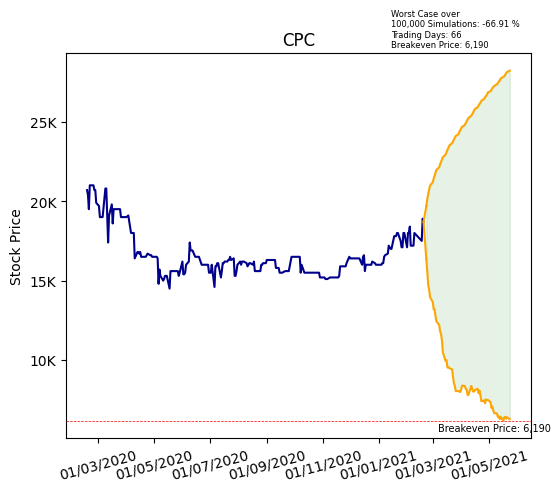 Worst Case over
100,000 Simulations: -66.91 %
Trading Days: 66
Breakeven Price: 6,190
CPC
Stock Price
25K
20K
15K
10K
Breakeven Price: 6,190
01/03/2020
01/05/2020
01/07/2020
01/09/2020
01/11/2020
01/01/2021
01/03/2021
01/05/2021